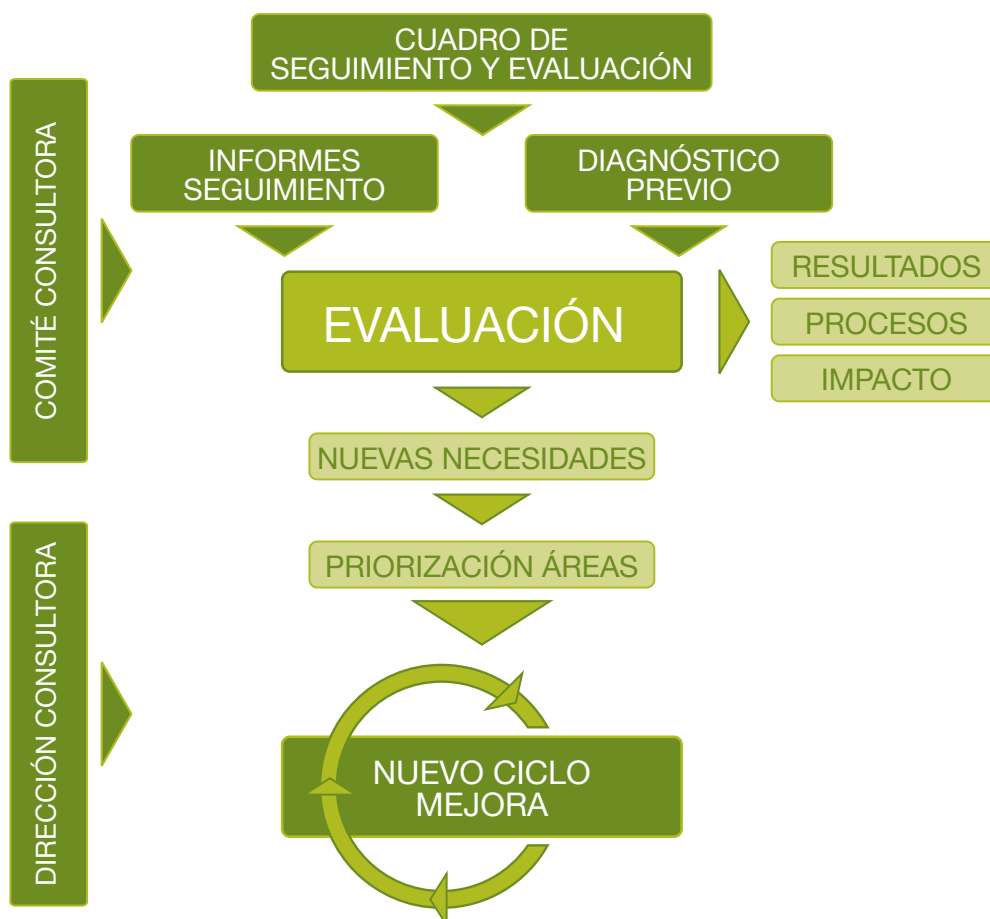 CUADRO DE
SEGUIMIENTO Y EVALUACIÓN
COMITÉ CONSULTORA
INFORMES
SEGUIMIENTO
DIAGNÓSTICO
PREVIO
EVALUACIÓN
RESULTADOS
PROCESOS
IMPACTO
NUEVAS NECESIDADES
DIRECCIÓN CONSULTORA
PRIORIZACIÓN ÁREAS
NUEVO CICLO
MEJORA